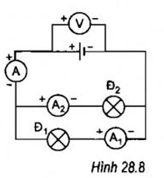 + V −
+ −
+
A
−
+ A₂ − Đ₂
Đ₁ + A₁ −
Hình 28.8